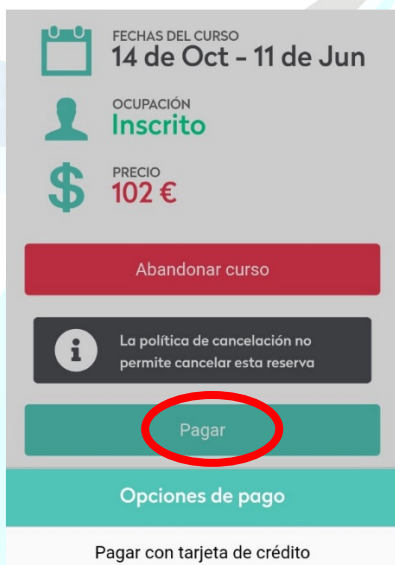 FECHAS DEL CURSO
14 de Oct - 11 de Jun
OCUPACIÓN
Inscrito
PRECIO
$
102 €
Abandonar curso
La política de cancelación no
permite cancelar esta reserva
Pagar
Opciones de pago
Pagar con tarjeta de crédito